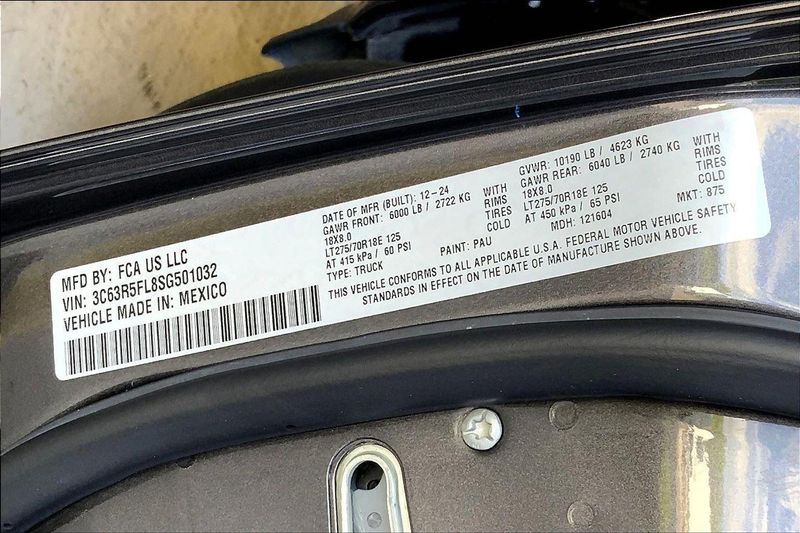 MFD BY: FCA US LLC
VIN: 3C63R5FL8SG501032
VEHICLE MADE IN: MEXICO
DATE OF MFR (BUILT): 12-24
GAWR FRONT: 6000 LB / 2722 KG WITH
18X8.0 RIMS
LT275/70R18E 125 TIRES
AT 415 kPa / 60 PSI COLD
TYPE: TRUCK PAINT: PAU
GVWR: 10190 LB / 4623 KG
GAWR REAR: 6040 LB / 2740 KG WITH
18X8.0 RIMS
LT275/70R18E 125 TIRES
AT 450 kPa / 65 PSI COLD
MDH: 121604 MKT: 875
THIS VEHICLE CONFORMS TO ALL APPLICABLE U.S.A. FEDERAL MOTOR VEHICLE SAFETY
STANDARDS IN EFFECT ON THE DATE OF MANUFACTURE SHOWN ABOVE.